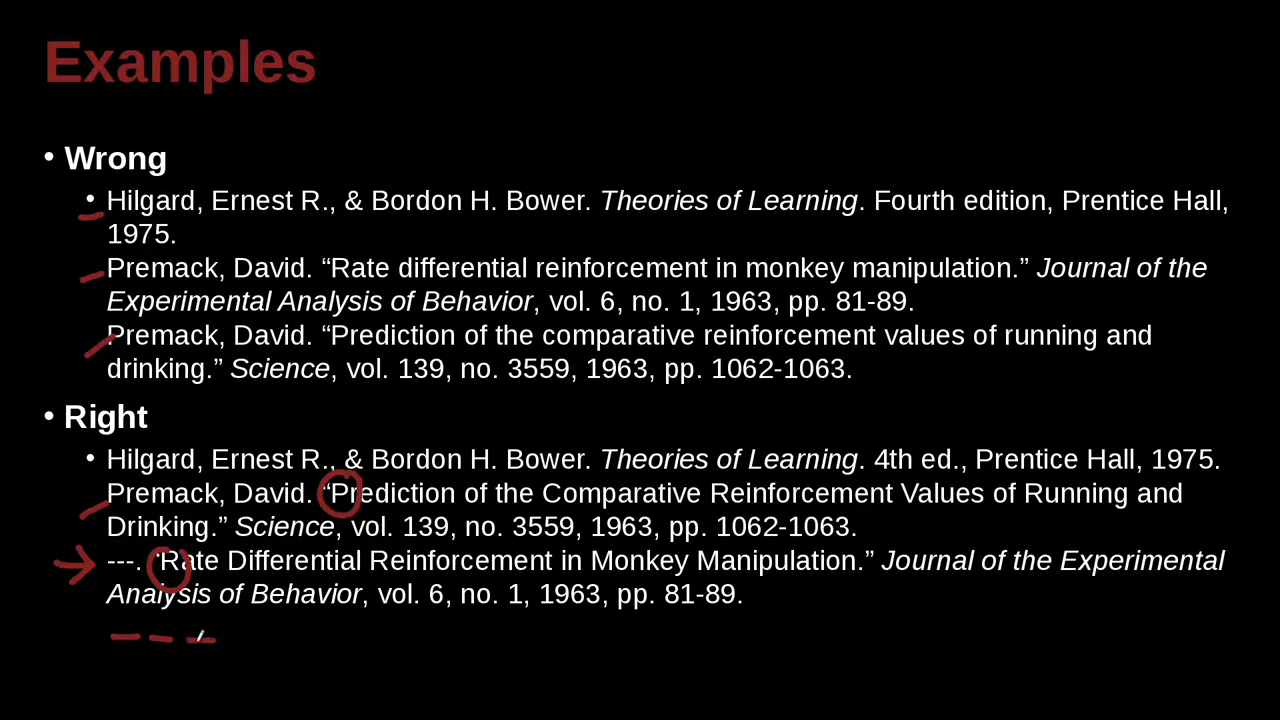 Examples
• Wrong
• Hilgard, Ernest R., & Bordon H. Bower. Theories of Learning. Fourth edition, Prentice Hall,
1975.
Premack, David. “Rate differential reinforcement in monkey manipulation.” Journal of the
Experimental Analysis of Behavior, vol. 6, no. 1, 1963, pp. 81-89.
Premack, David. “Prediction of the comparative reinforcement values of running and
drinking.” Science, vol. 139, no. 3559, 1963, pp. 1062-1063.
• Right
• Hilgard, Ernest R., & Bordon H. Bower. Theories of Learning. 4th ed., Prentice Hall, 1975.
Premack, David. “Prediction of the Comparative Reinforcement Values of Running and
Drinking.” Science, vol. 139, no. 3559, 1963, pp. 1062-1063.
---. “Rate Differential Reinforcement in Monkey Manipulation.” Journal of the Experimental
Analysis of Behavior, vol. 6, no. 1, 1963, pp. 81-89.
---